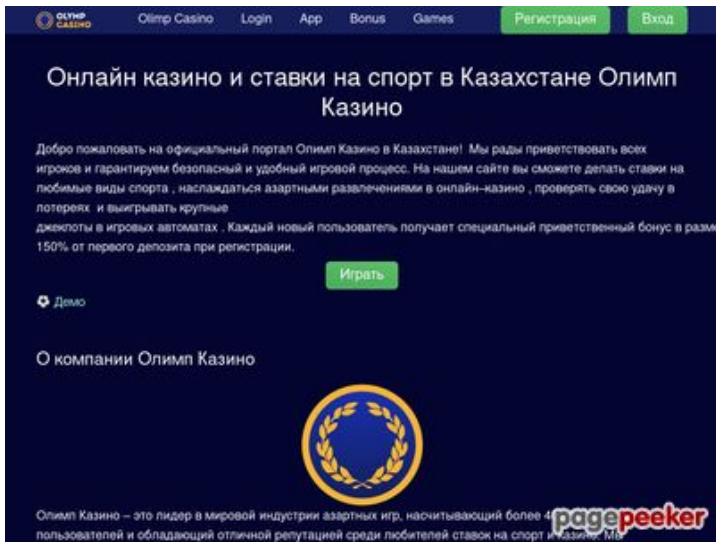 OLYMP CASINO Olimp Casino Login App Bonus Games Регистрация Вход
Онлайн казино и ставки на спорт в Казахстане Олимп
Казино
Добро пожаловать на официальный портал Олимп Казино в Казахстане! Мы рады приветствовать всех
игроков и гарантируем безопасный и удобный игровой процесс. На нашем сайте вы сможете делать ставки на
любимые виды спорта , наслаждаться азартными развлечениями в онлайн–казино , проверять свою удачу в
лотереях и выигрывать крупные
джекпоты в игровых автоматах . Каждый новый пользователь получает специальный приветственный бонус в разме
150% от первого депозита при регистрации.
Играть
Демо
О компании Олимп Казино
Олимп Казино – это лидер в мировой индустрии азартных игр, насчитывающий более
пользователей и обладающий отличной репутацией среди любителей ставок на спорт и казино. Мы
pagepeeker